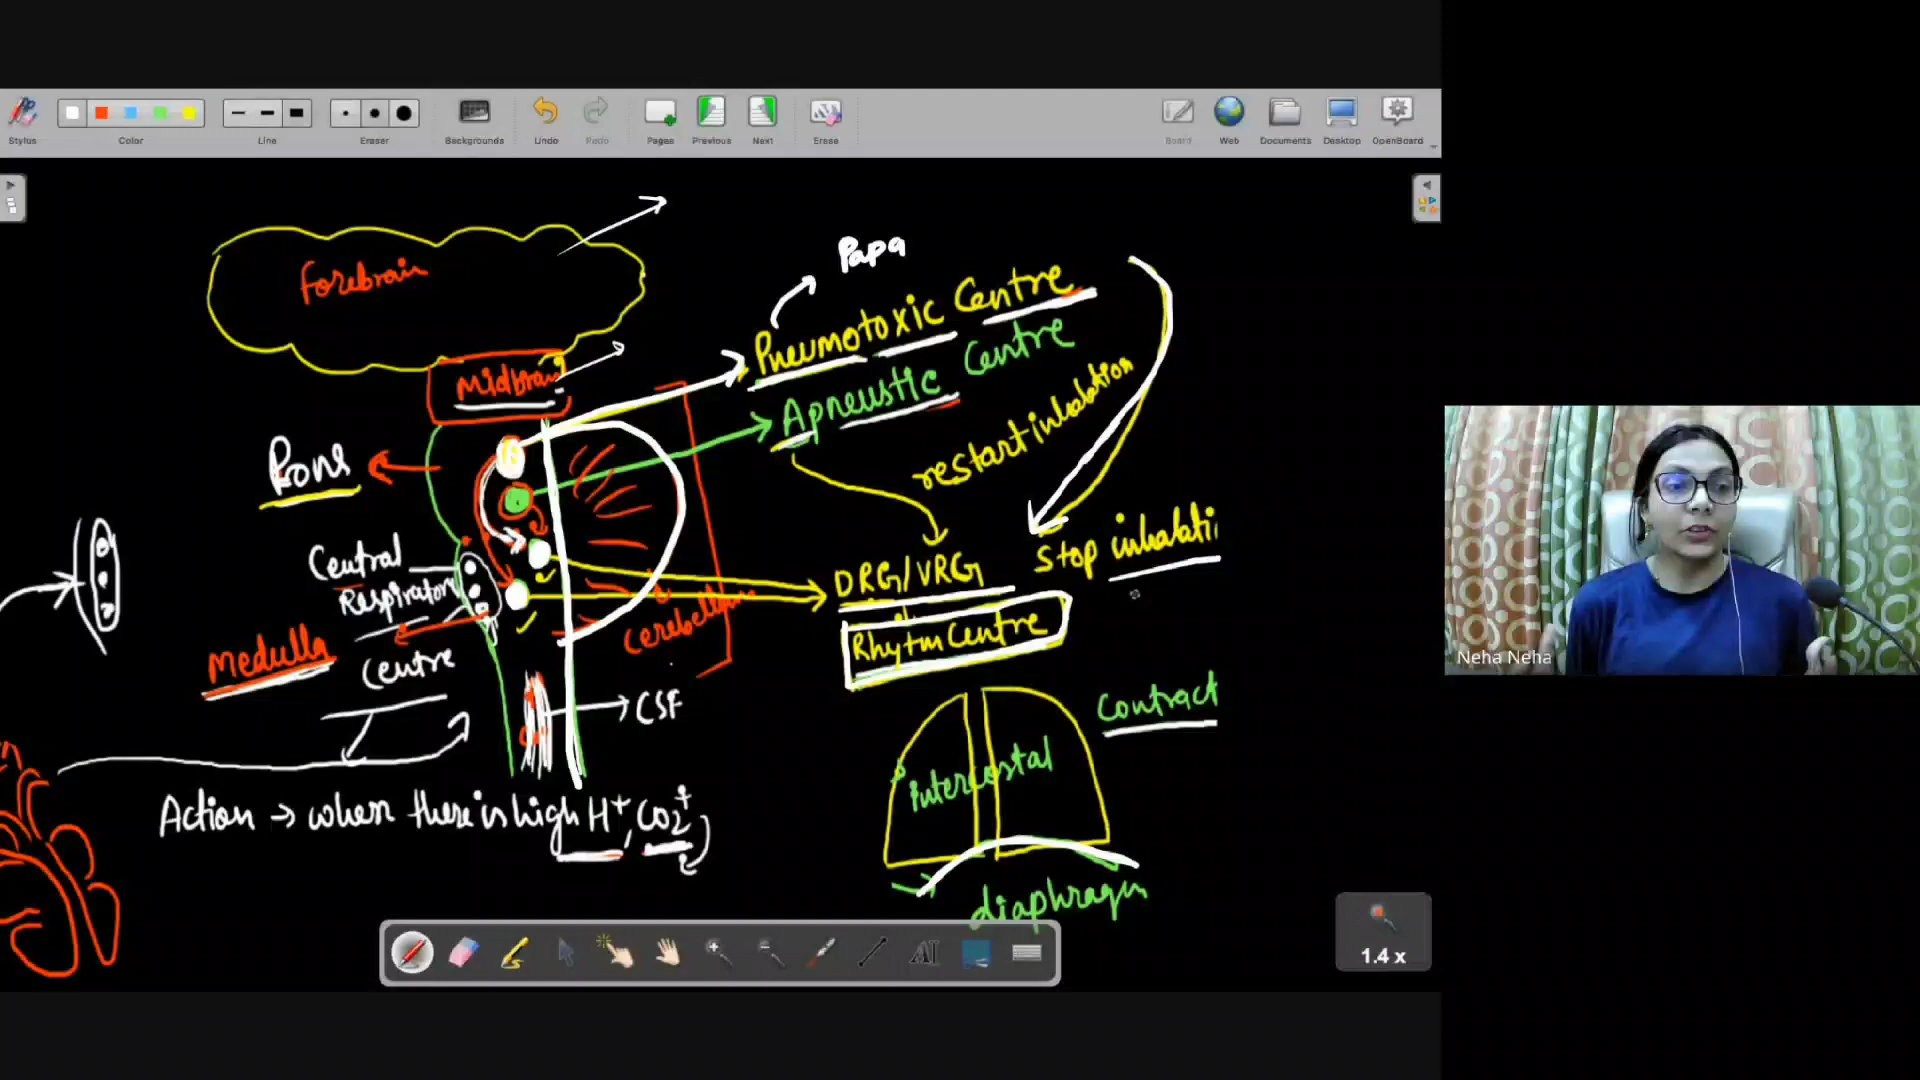 Stylus
Color
Line
Eraser
Backgrounds
Undo
Redo
Pages
Previous
Next
Erase
Board
Web
Documents
Desktop
OpenBoard
Papa
Forebrain
Pneumotoxic Centre
Apneustic Centre
Midbrain
restart inhalation
Pons
Stop inhalati
Central
Respiratory
Centre
DRG/VRG
Rhytm Centre
Medulla
Cerebellum
CSF
Contract
intercostal
Action → when there is high H+, CO2+
diaphragm
Neha Neha
1.4 x